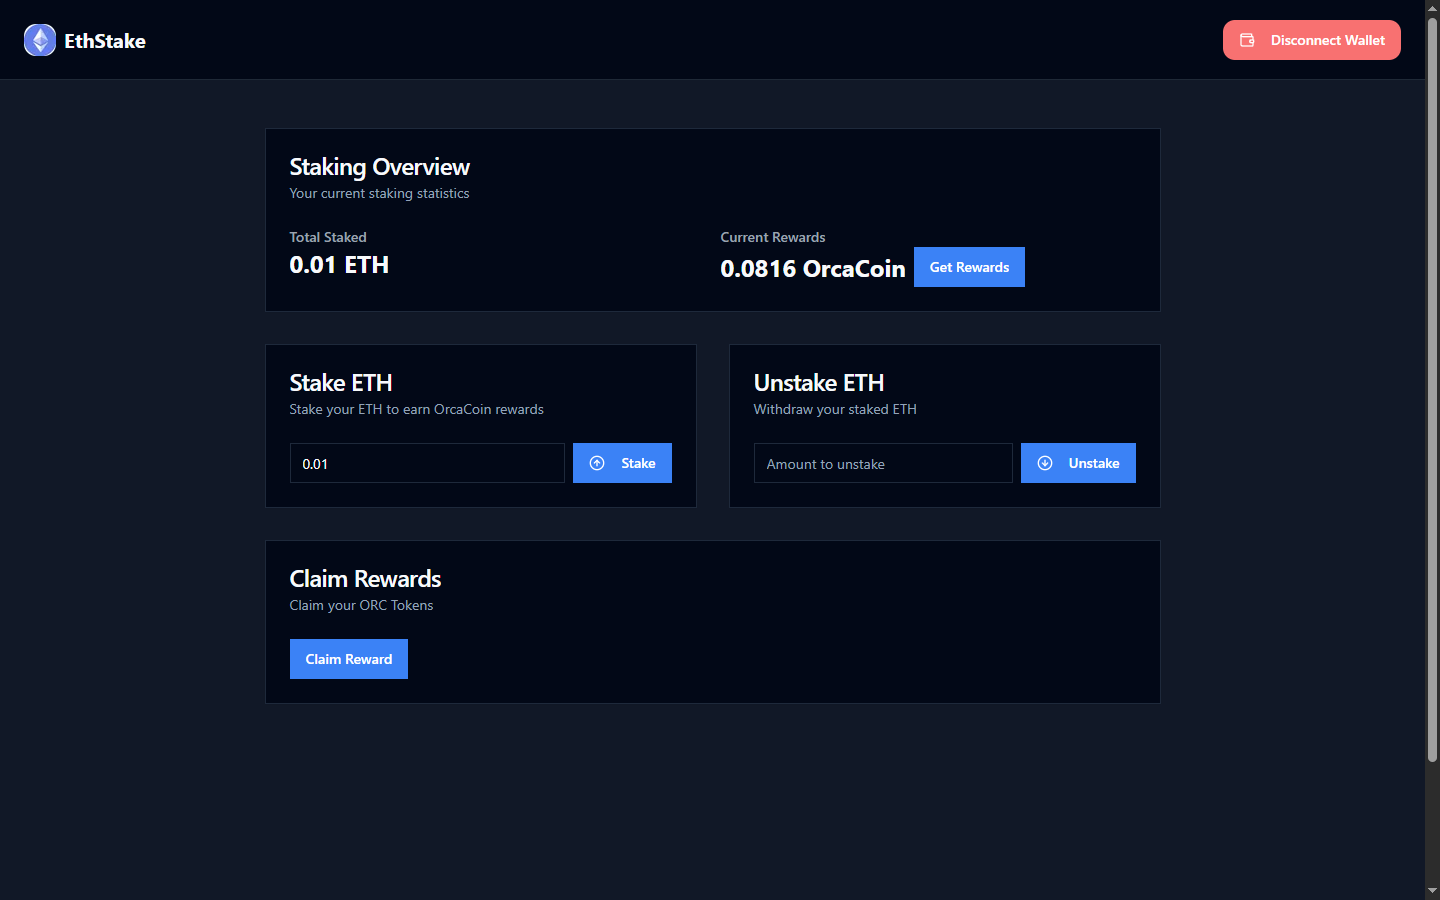 EthStake
Disconnect Wallet
Staking Overview
Your current staking statistics
Total Staked
0.01 ETH
Current Rewards
0.0816 OrcaCoin
Get Rewards
Stake ETH
Stake your ETH to earn OrcaCoin rewards
0.01
Stake
Unstake ETH
Withdraw your staked ETH
Amount to unstake
Unstake
Claim Rewards
Claim your ORC Tokens
Claim Reward